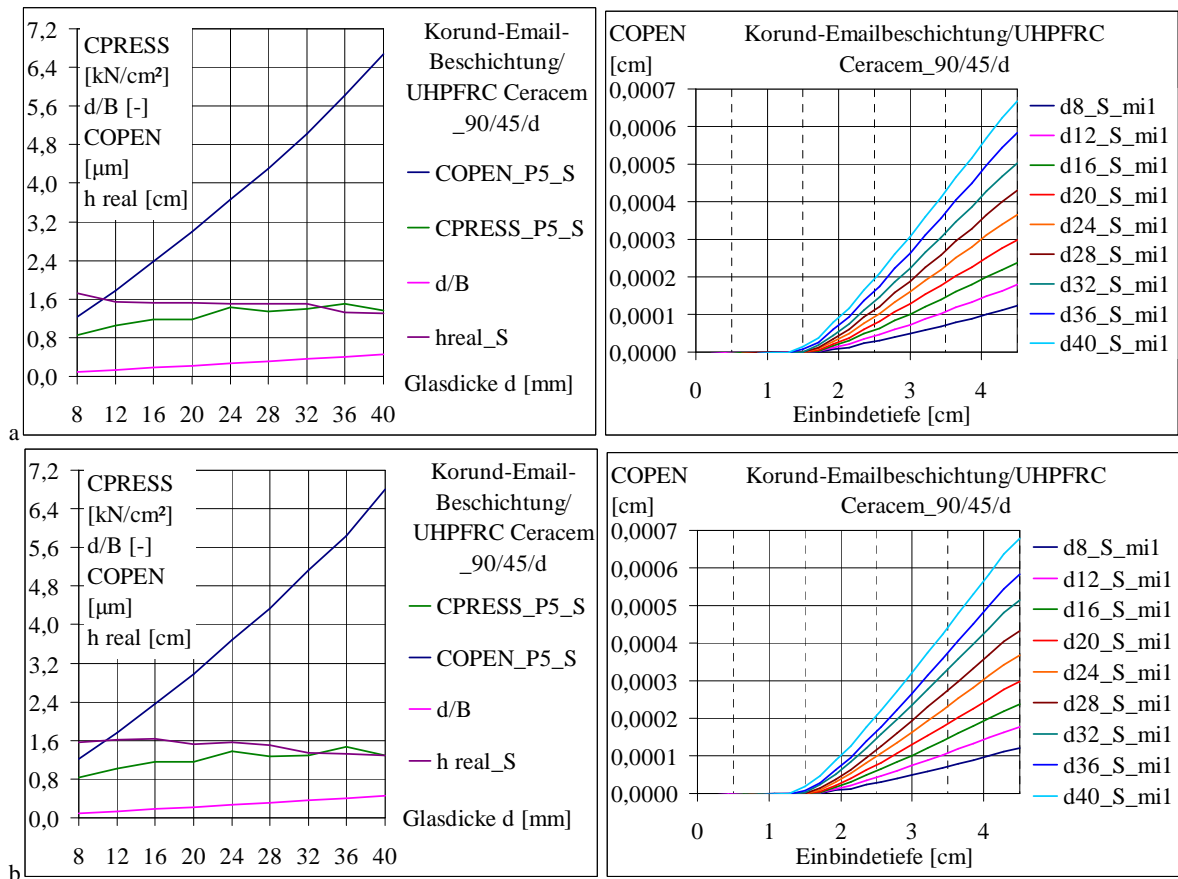 7,2
6,4
5,6
4,8
4,0
3,2
2,4
1,6
0,8
0,0
CPRESS
[kN/cm²]
d/B [-]
COPEN
[µm]
h real [cm]
8 12 16 20 24 28 32 36 40
Korund-Email-
Beschichtung/
UHPFRC Ceracem
_90/45/d
COPEN_P5_S
CPRESS_P5_S
d/B
hreal_S
Glasdicke d [mm]
a
COPEN
[cm]
Korund-Emailbeschichtung/UHPFRC
Ceracem_90/45/d
0,0007
0,0006
0,0005
0,0004
0,0003
0,0002
0,0001
0,0000
0 1 2 3 4
Einbindetiefe [cm]
d8_S_mi1
d12_S_mi1
d16_S_mi1
d20_S_mi1
d24_S_mi1
d28_S_mi1
d32_S_mi1
d36_S_mi1
d40_S_mi1
7,2
6,4
5,6
4,8
4,0
3,2
2,4
1,6
0,8
0,0
CPRESS
[kN/cm²]
d/B [-]
COPEN
[µm]
h real [cm]
8 12 16 20 24 28 32 36 40
Korund-Email-
Beschichtung/
UHPFRC Ceracem
_90/45/d
CPRESS_P5_S
COPEN_P5_S
d/B
h real_S
Glasdicke d [mm]
b
COPEN
[cm]
Korund-Emailbeschichtung/UHPFRC
Ceracem_90/45/d
0,0007
0,0006
0,0005
0,0004
0,0003
0,0002
0,0001
0,0000
0 1 2 3 4
Einbindetiefe [cm]
d8_S_mi1
d12_S_mi1
d16_S_mi1
d20_S_mi1
d24_S_mi1
d28_S_mi1
d32_S_mi1
d36_S_mi1
d40_S_mi1